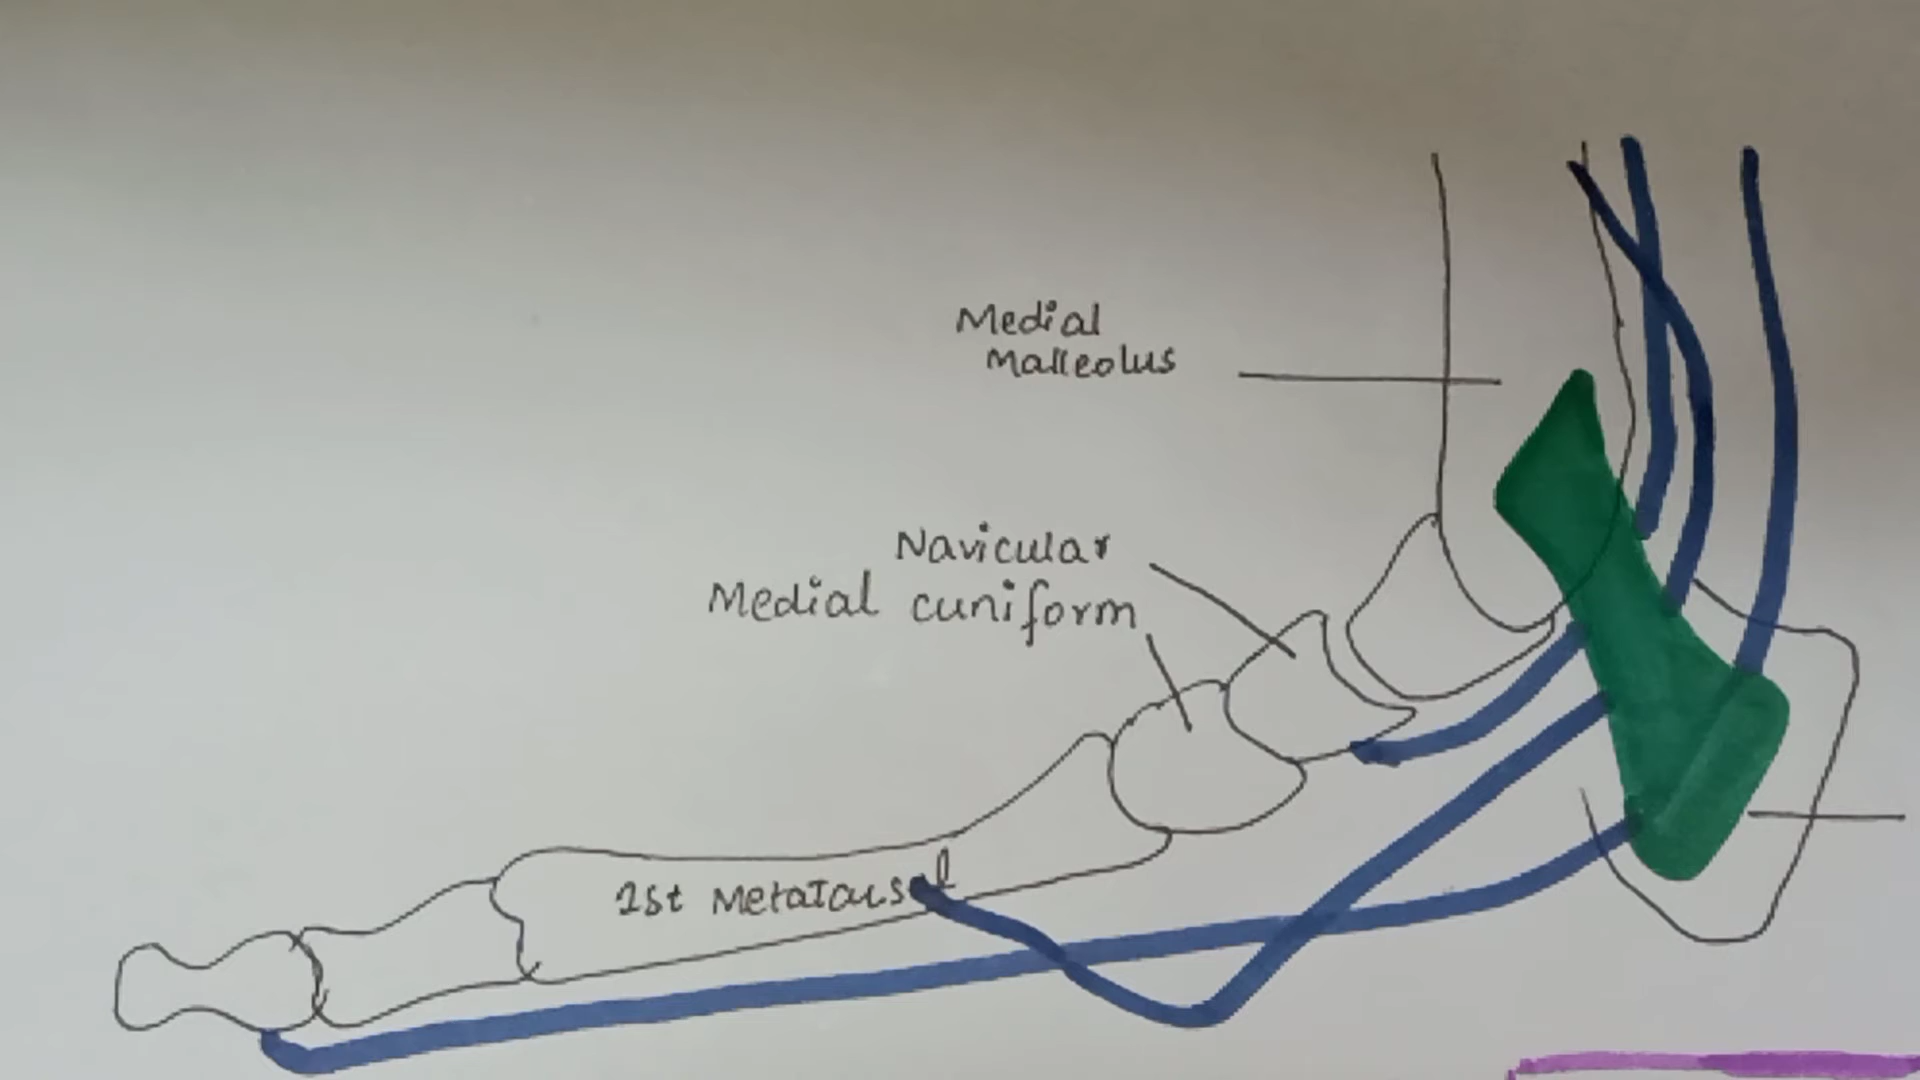 Medial
Malleolus
Navicular
Medial cuniform
1st Metatarsal